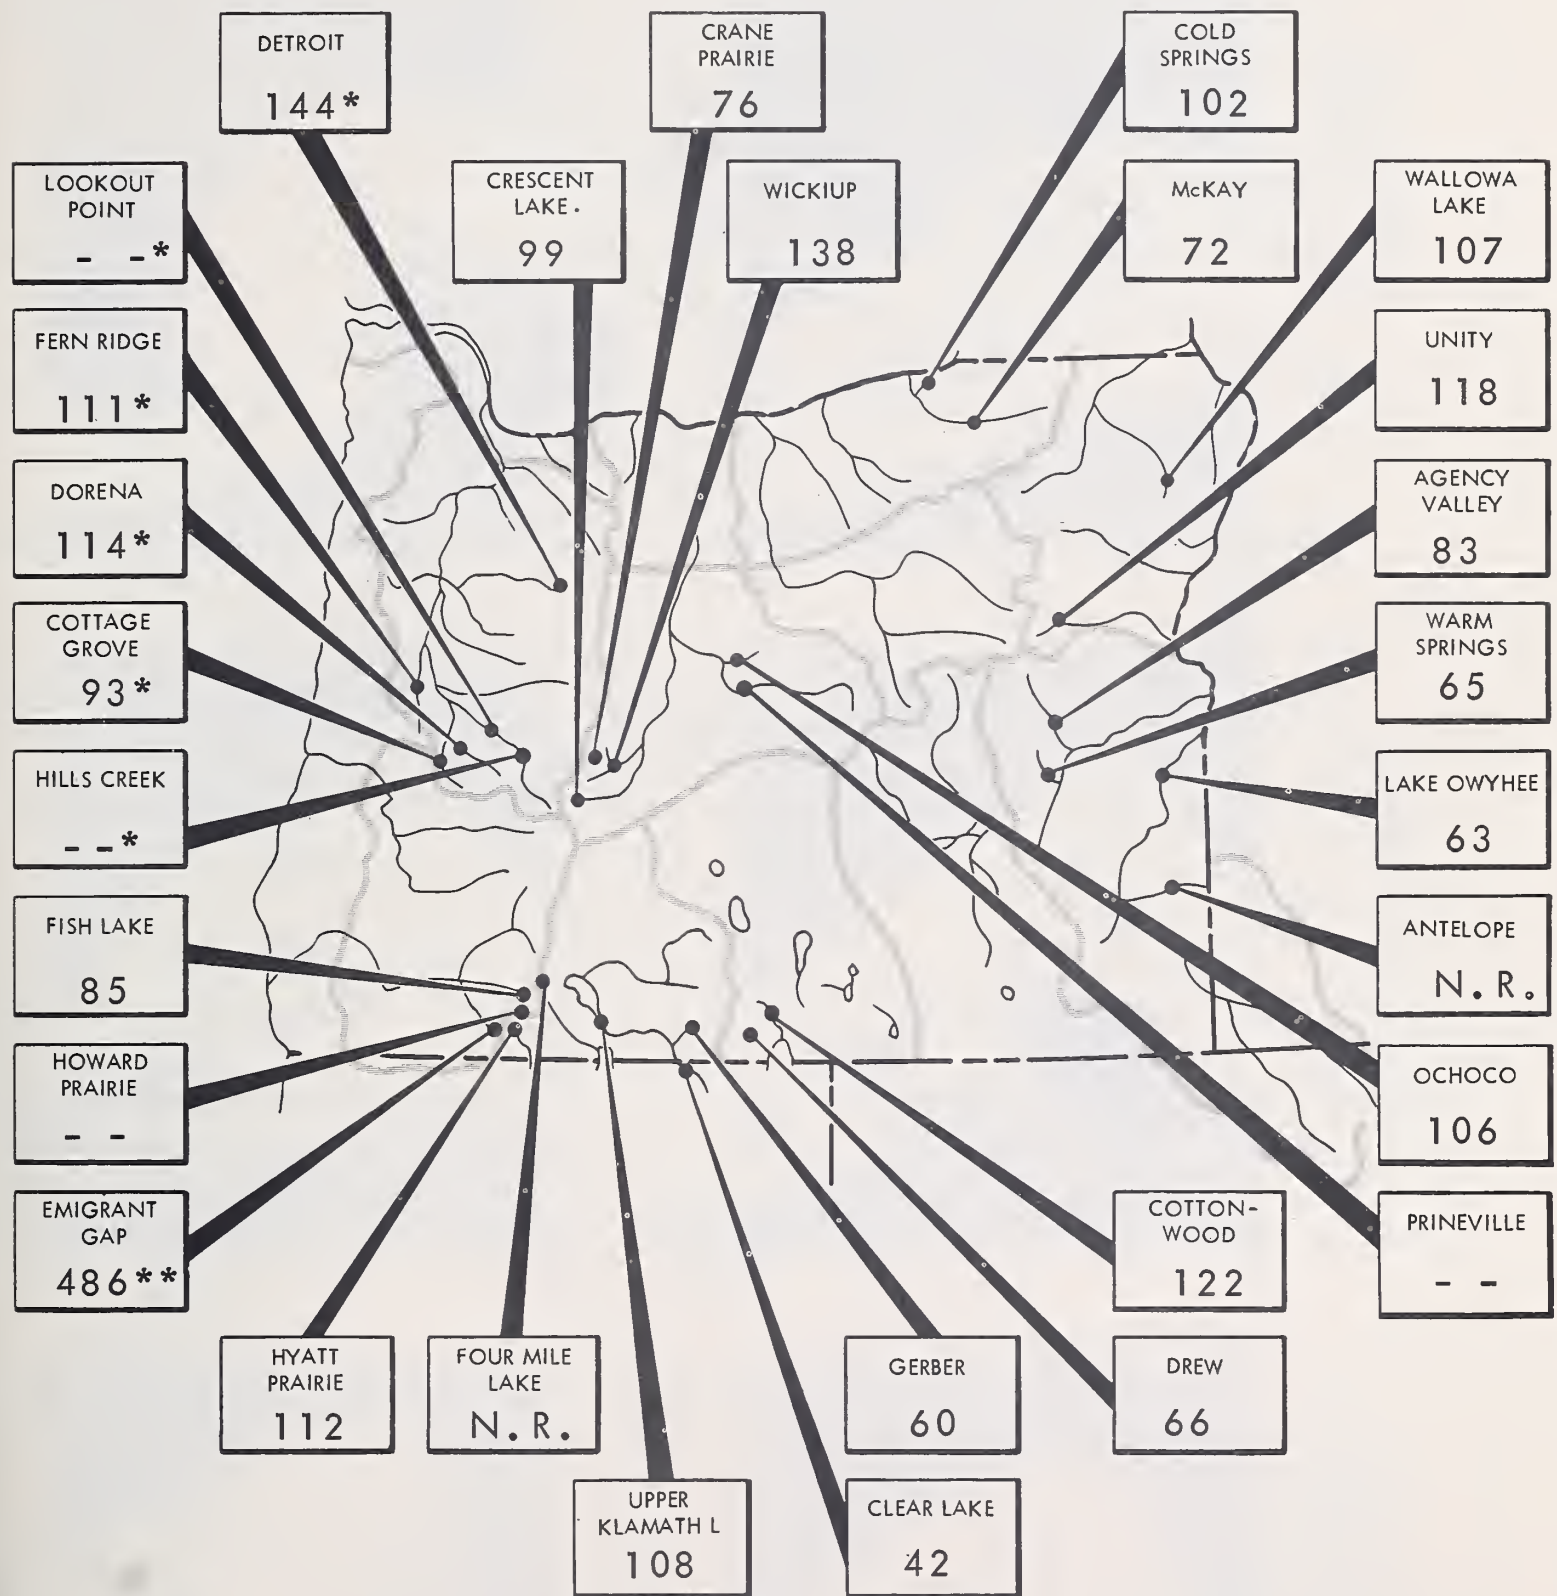 DETROIT
144*
CRANE
PRAIRIE
76
COLD
SPRINGS
102
LOOKOUT
POINT
- -*
CRESCENT
LAKE.
99
WICKIUP
138
McKAY
72
WALLOWA
LAKE
107
FERN RIDGE
111*
UNITY
118
DORENA
114*
AGENCY
VALLEY
83
COTTAGE
GROVE
93*
WARM
SPRINGS
65
HILLS CREEK
- -*
LAKE OWYHEE
63
FISH LAKE
85
ANTELOPE
N.R.
HOWARD
PRAIRIE
- -
OCHOCO
106
EMIGRANT
GAP
486**
COTTON-
WOOD
122
PRINEVILLE
- -
HYATT
PRAIRIE
112
FOUR MILE
LAKE
N.R.
GERBER
60
DREW
66
UPPER
KLAMATH L
108
CLEAR LAKE
42